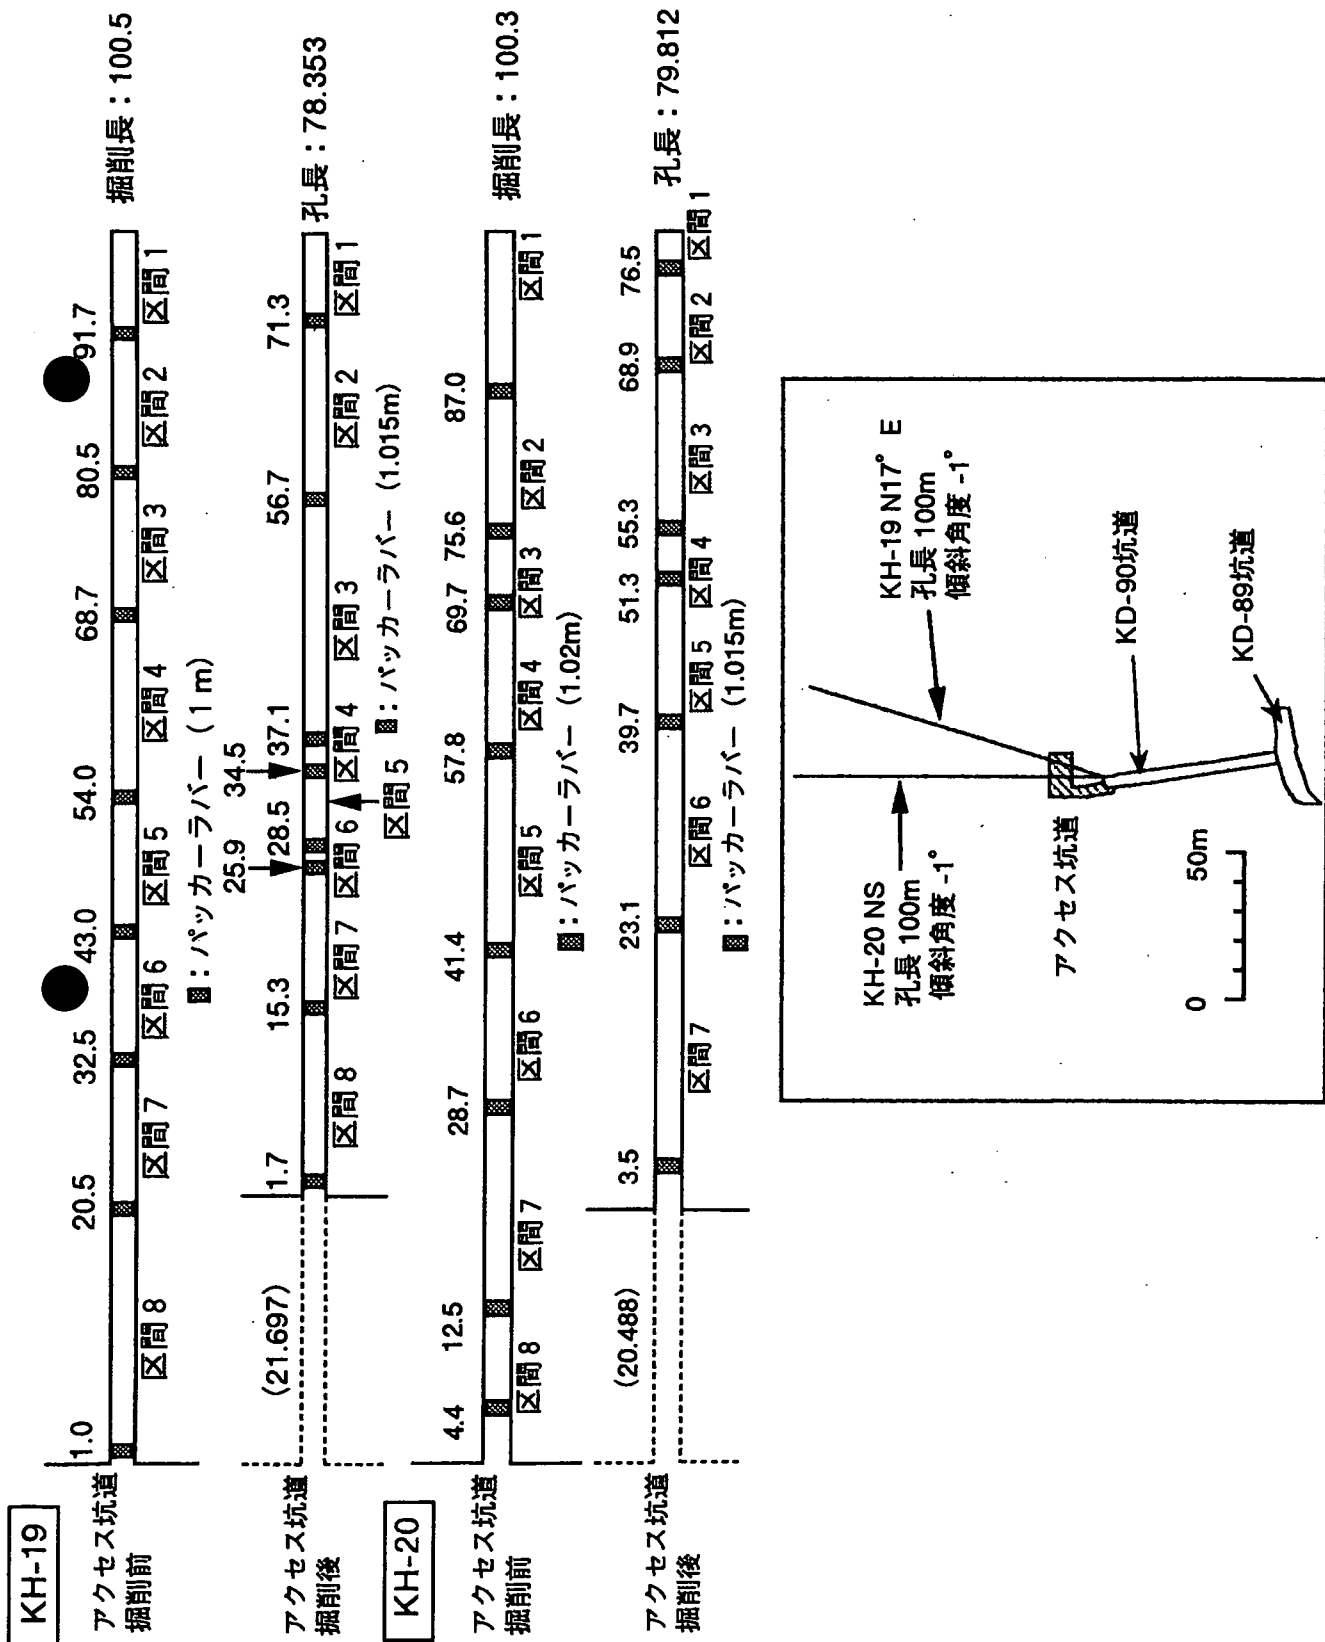 KH-19
アクセス坑道
掘削前
1.0
20.5
32.5
43.0
54.0
68.7
80.5
91.7
掘削長：100.5
区間 8
区間 7
区間 6
区間 5
区間 4
区間 3
区間 2
区間 1
：パッカーラバー（1 m）
アクセス坑道
掘削後
(21.697)
1.7
15.3
25.9
28.5
34.5
37.1
56.7
71.3
孔長：78.353
区間 8
区間 7
区間 6
区間 5
区間 4
区間 3
区間 2
区間 1
：パッカーラバー（1.015m）
KH-20
アクセス坑道
掘削前
4.4
12.5
28.7
41.4
57.8
69.7
75.6
87.0
掘削長：100.3
区間 8
区間 7
区間 6
区間 5
区間 4
区間 3
区間 2
区間 1
：パッカーラバー（1.02m）
アクセス坑道
掘削後
(20.488)
3.5
23.1
39.7
51.3
55.3
68.9
76.5
孔長：79.812
区間 7
区間 6
区間 5
区間 4
区間 3
区間 2
区間 1
：パッカーラバー（1.015m）
KH-20 NS
孔長 100m
傾斜角度 -1°
KH-19 N17° E
孔長 100m
傾斜角度 -1°
アクセス坑道
KD-90坑道
KD-89坑道
0
50m